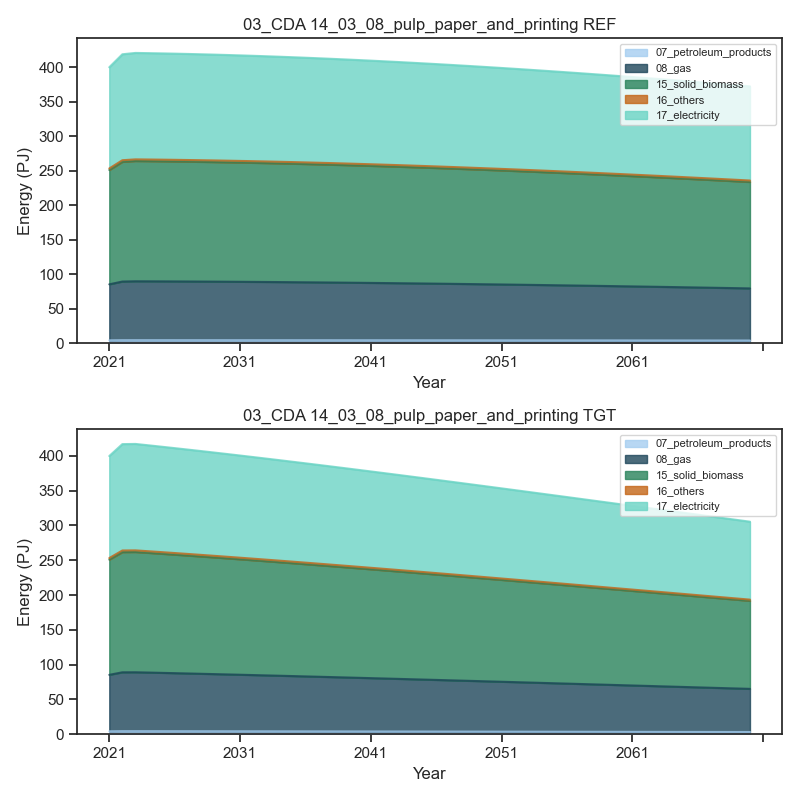 03_CDA 14_03_08_pulp_paper_and_printing REF
07_petroleum_products
08_gas
15_solid_biomass
16_others
17_electricity
400
350
300
250
200
150
100
50
0
Energy (PJ)
2021
2031
2041
2051
2061
Year
03_CDA 14_03_08_pulp_paper_and_printing TGT
07_petroleum_products
08_gas
15_solid_biomass
16_others
17_electricity
400
350
300
250
200
150
100
50
0
Energy (PJ)
2021
2031
2041
2051
2061
Year